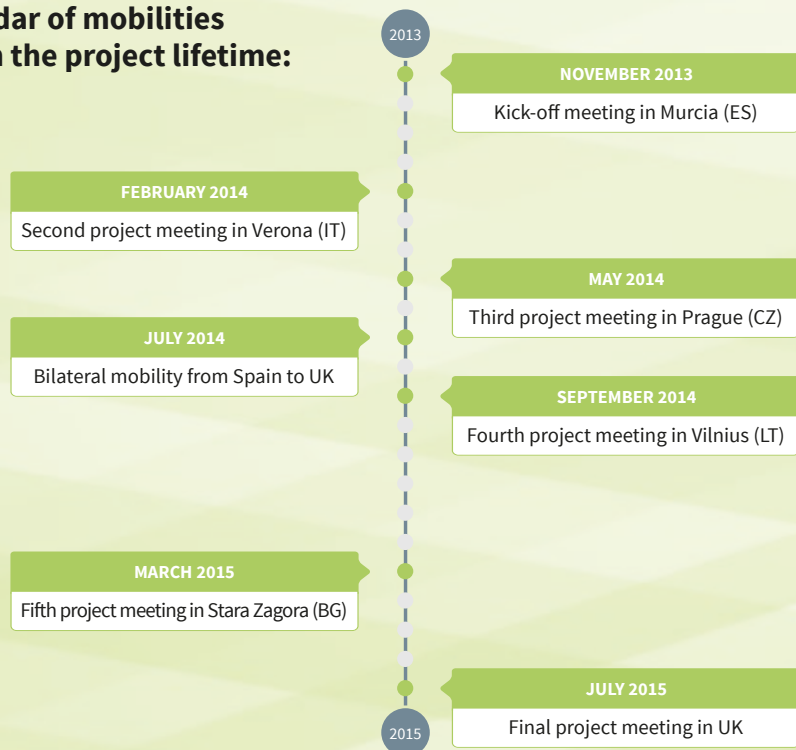 dar of mobilities
the project lifetime:
2013
NOVEMBER 2013
Kick-off meeting in Murcia (ES)
FEBRUARY 2014
Second project meeting in Verona (IT)
MAY 2014
Third project meeting in Prague (CZ)
JULY 2014
Bilateral mobility from Spain to UK
SEPTEMBER 2014
Fourth project meeting in Vilnius (LT)
MARCH 2015
Fifth project meeting in Stara Zagora (BG)
JULY 2015
Final project meeting in UK
2015